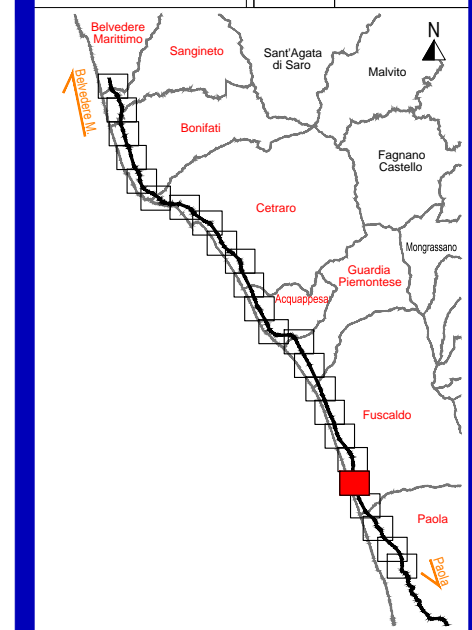 Belvedere
Marittimo
N
Sangineto
Sant'Agata
di Saro
Malvito
Belvedere M.
Bonifati
Fagnano
Castello
Cetraro
Mongrassano
Guardia
Piemontese
Acquappesa
Fuscaldo
Paola
Paola